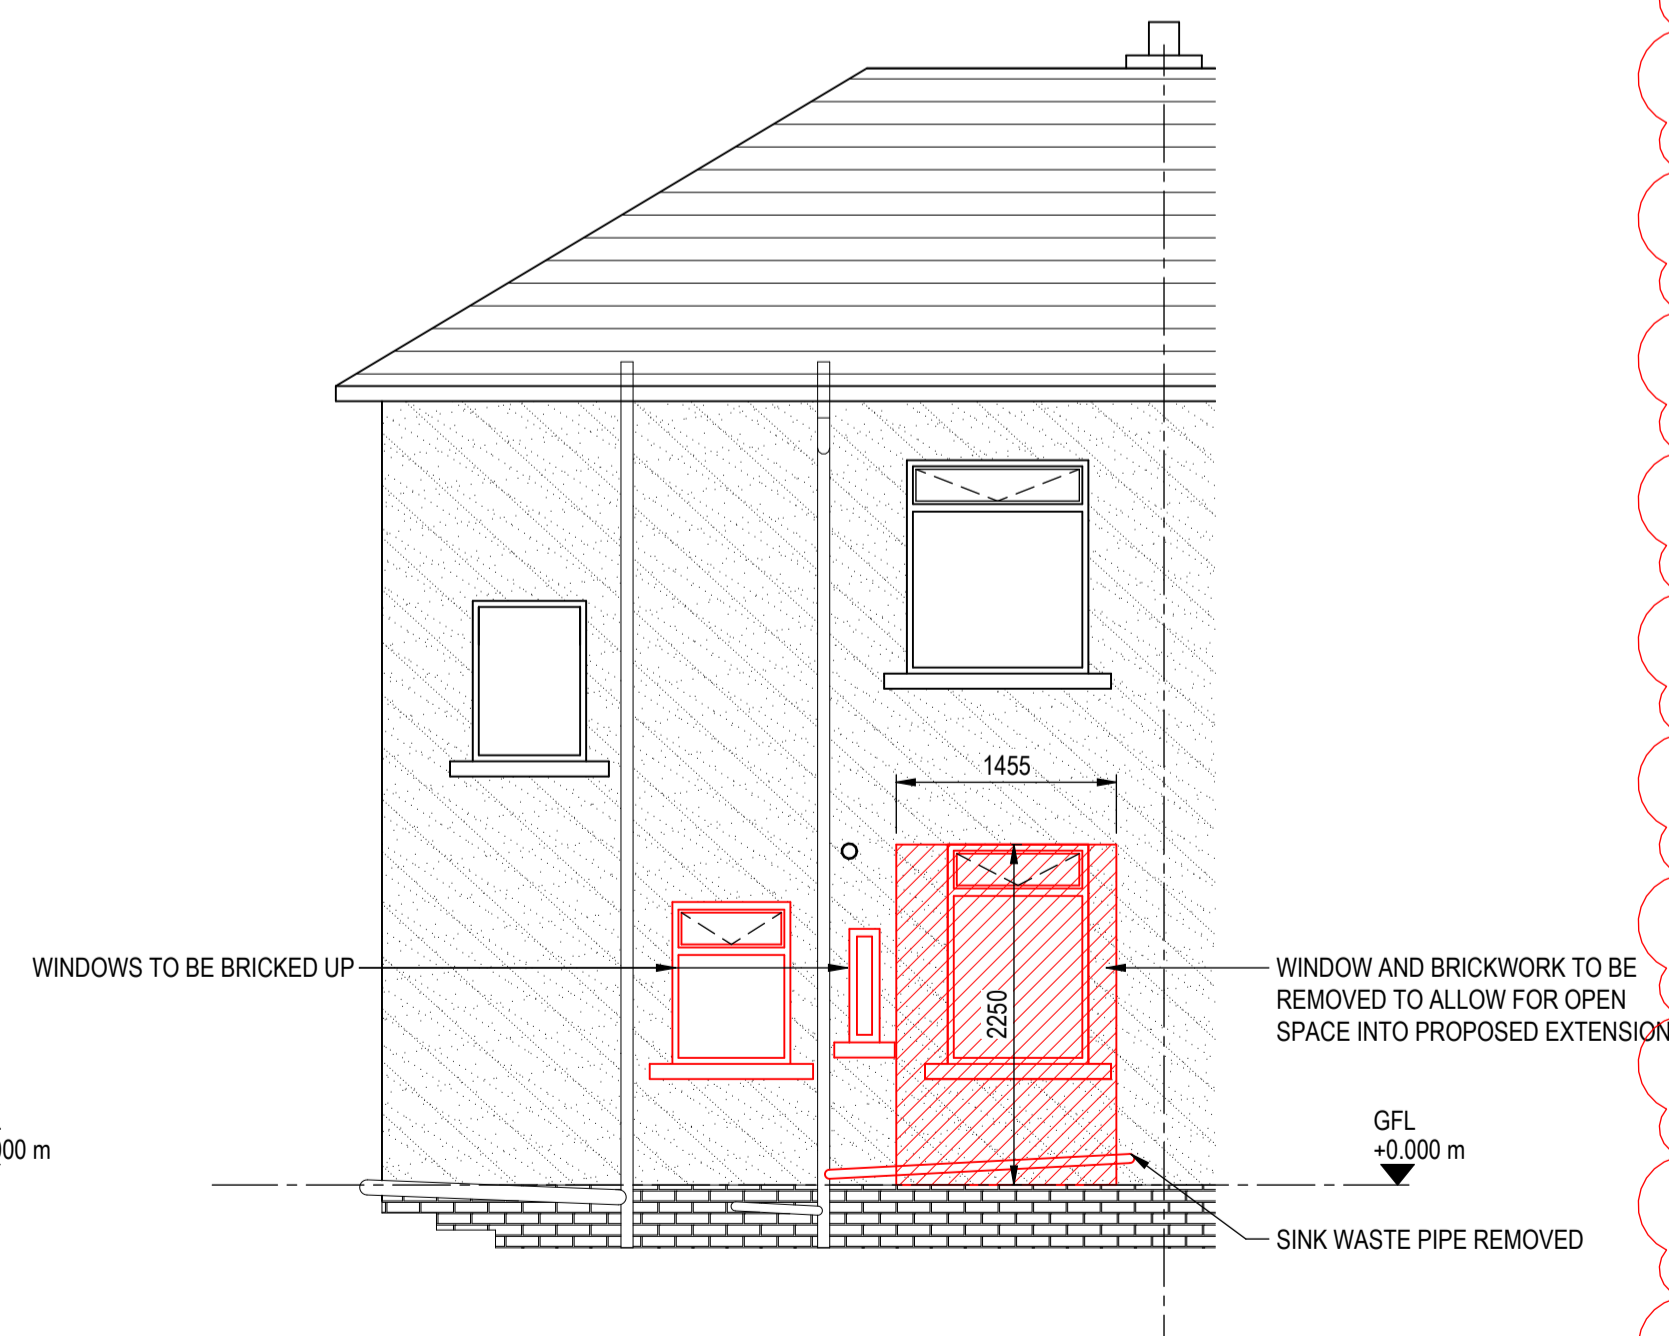 1455
WINDOWS TO BE BRICKED UP
2250
WINDOW AND BRICKWORK TO BE
REMOVED TO ALLOW FOR OPEN
SPACE INTO PROPOSED EXTENSION
GFL
+0.000 m
00 m
SINK WASTE PIPE REMOVED